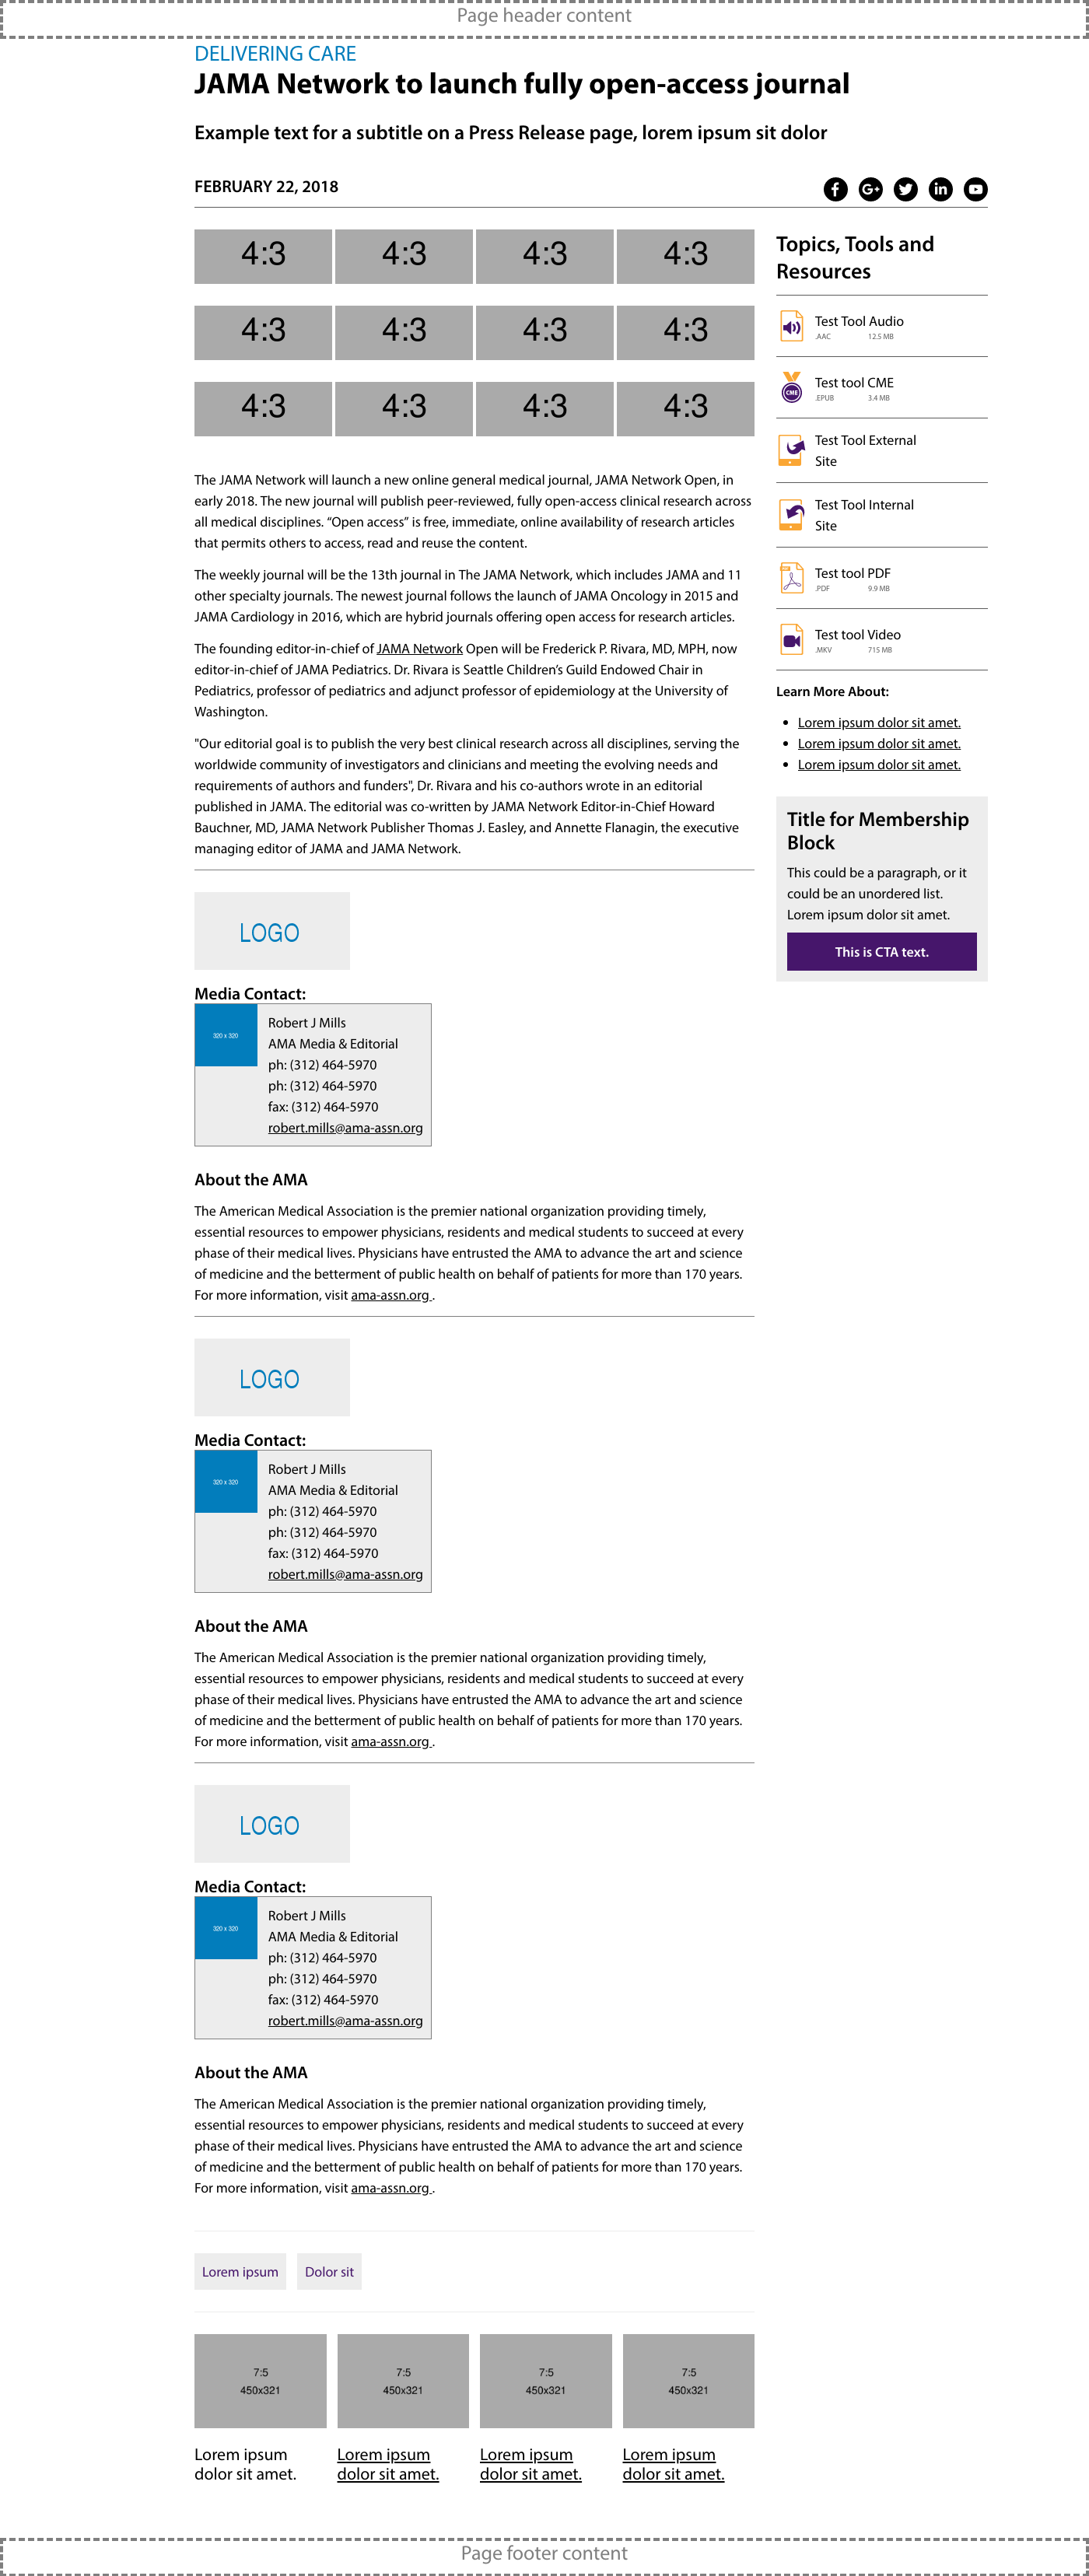 Page header content
DELIVERING CARE
JAMA Network to launch fully open-access journal
Example text for a subtitle on a Press Release page, lorem ipsum sit dolor
FEBRUARY 22, 2018
4:3 4:3 4:3 4:3
4:3 4:3 4:3 4:3
4:3 4:3 4:3 4:3
The JAMA Network will launch a new online general medical journal, JAMA Network Open, in
early 2018. The new journal will publish peer-reviewed, fully open-access clinical research across
all medical disciplines. “Open access” is free, immediate, online availability of research articles
that permits others to access, read and reuse the content.
The weekly journal will be the 13th journal in The JAMA Network, which includes JAMA and 11
other specialty journals. The newest journal follows the launch of JAMA Oncology in 2015 and
JAMA Cardiology in 2016, which are hybrid journals offering open access for research articles.
The founding editor-in-chief of JAMA Network Open will be Frederick P. Rivara, MD, MPH, now
editor-in-chief of JAMA Pediatrics. Dr. Rivara is Seattle Children’s Guild Endowed Chair in
Pediatrics, professor of pediatrics and adjunct professor of epidemiology at the University of
Washington.
"Our editorial goal is to publish the very best clinical research across all disciplines, serving the
worldwide community of investigators and clinicians and meeting the evolving needs and
requirements of authors and funders", Dr. Rivara and his co-authors wrote in an editorial
published in JAMA. The editorial was co-written by JAMA Network Editor-in-Chief Howard
Bauchner, MD, JAMA Network Publisher Thomas J. Easley, and Annette Flanagin, the executive
managing editor of JAMA and JAMA Network.
LOGO
Media Contact:
320 x 320
Robert J Mills
AMA Media & Editorial
ph: (312) 464-5970
ph: (312) 464-5970
fax: (312) 464-5970
robert.mills@ama-assn.org
About the AMA
The American Medical Association is the premier national organization providing timely,
essential resources to empower physicians, residents and medical students to succeed at every
phase of their medical lives. Physicians have entrusted the AMA to advance the art and science
of medicine and the betterment of public health on behalf of patients for more than 170 years.
For more information, visit ama-assn.org .
LOGO
Media Contact:
320 x 320
Robert J Mills
AMA Media & Editorial
ph: (312) 464-5970
ph: (312) 464-5970
fax: (312) 464-5970
robert.mills@ama-assn.org
About the AMA
The American Medical Association is the premier national organization providing timely,
essential resources to empower physicians, residents and medical students to succeed at every
phase of their medical lives. Physicians have entrusted the AMA to advance the art and science
of medicine and the betterment of public health on behalf of patients for more than 170 years.
For more information, visit ama-assn.org .
LOGO
Media Contact:
320 x 320
Robert J Mills
AMA Media & Editorial
ph: (312) 464-5970
ph: (312) 464-5970
fax: (312) 464-5970
robert.mills@ama-assn.org
About the AMA
The American Medical Association is the premier national organization providing timely,
essential resources to empower physicians, residents and medical students to succeed at every
phase of their medical lives. Physicians have entrusted the AMA to advance the art and science
of medicine and the betterment of public health on behalf of patients for more than 170 years.
For more information, visit ama-assn.org .
Lorem ipsum Dolor sit
7:5 7:5 7:5 7:5
450x321 450x321 450x321 450x321
Lorem ipsum Lorem ipsum Lorem ipsum Lorem ipsum
dolor sit amet. dolor sit amet. dolor sit amet. dolor sit amet.
Topics, Tools and
Resources
Test Tool Audio
.AAC 12.5 MB
CME
Test tool CME
.EPUB 3.4 MB
Test Tool External
Site
Test Tool Internal
Site
Test tool PDF
.PDF 9.9 MB
Test tool Video
.MKV 715 MB
Learn More About:
Lorem ipsum dolor sit amet.
Lorem ipsum dolor sit amet.
Lorem ipsum dolor sit amet.
Title for Membership
Block
This could be a paragraph, or it
could be an unordered list.
Lorem ipsum dolor sit amet.
This is CTA text.
Page footer content